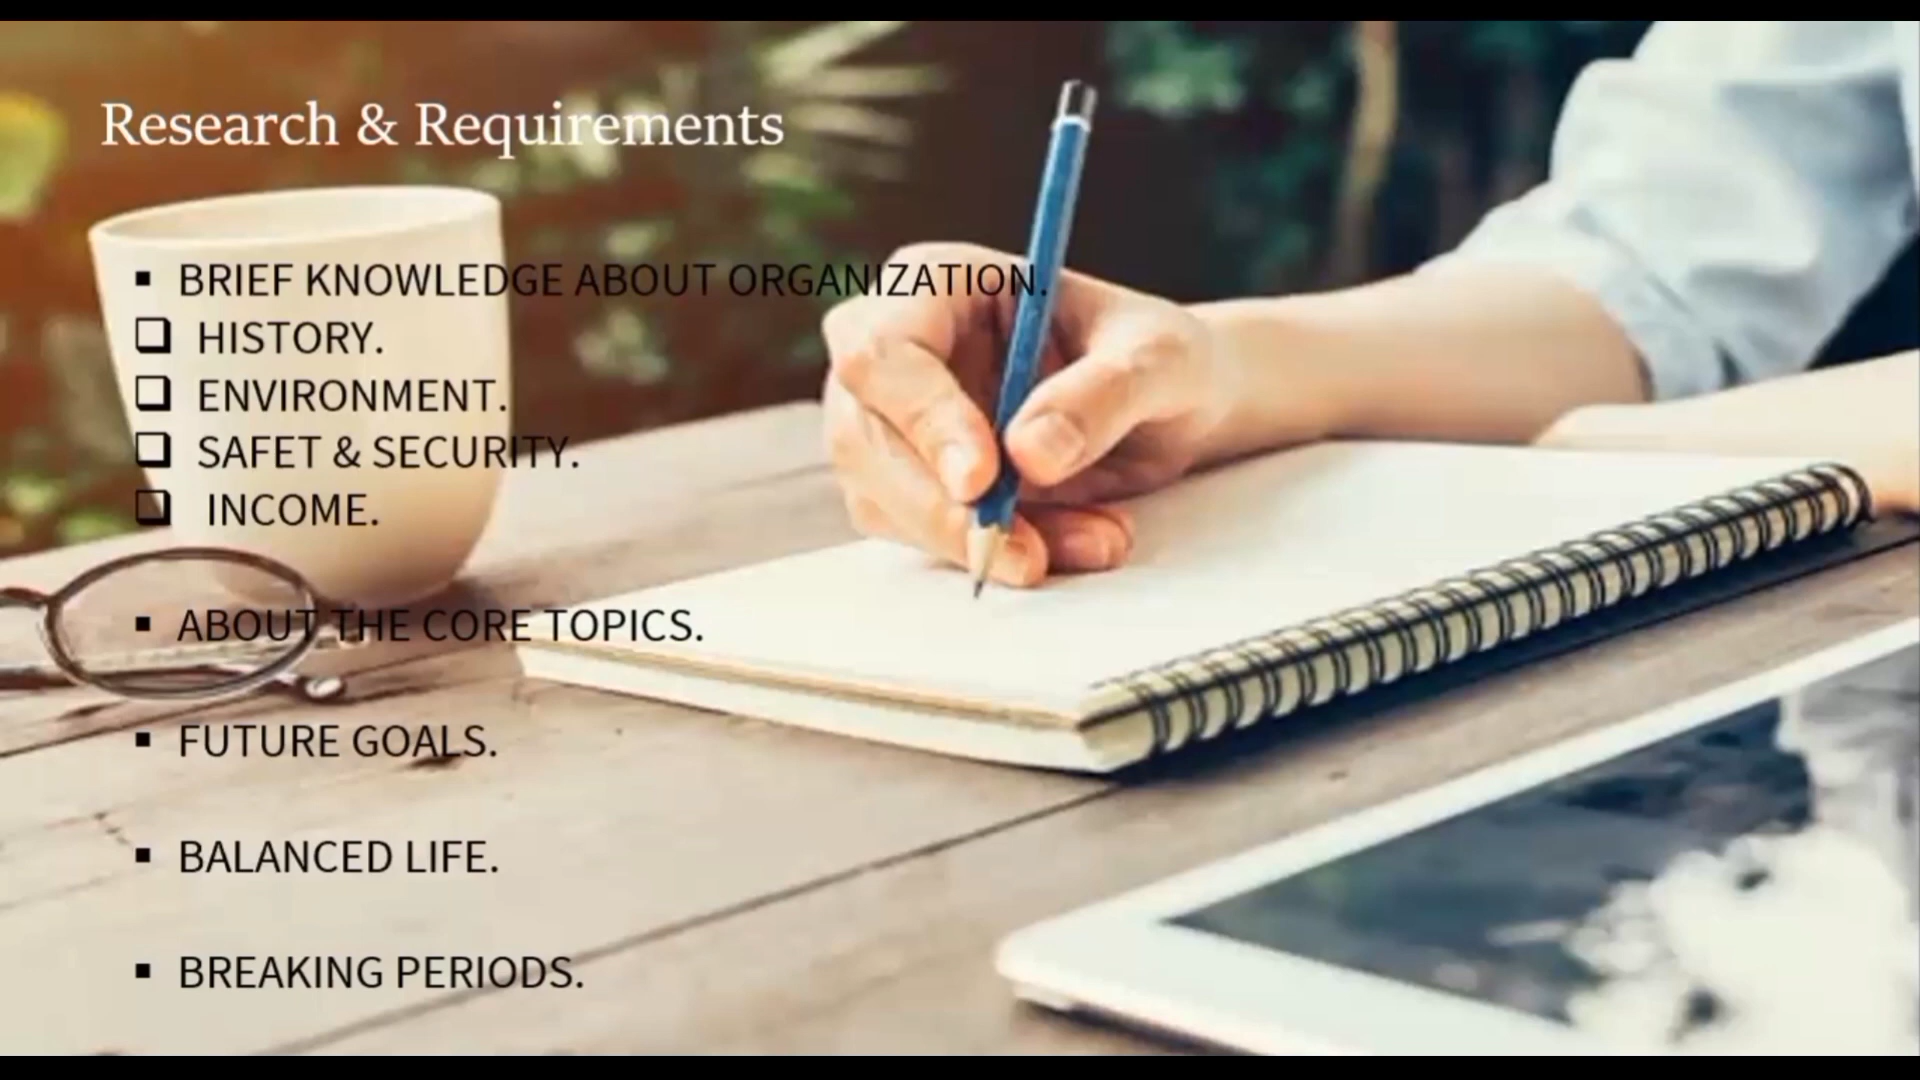 Research & Requirements
▪ BRIEF KNOWLEDGE ABOUT ORGANIZATION.
❑ HISTORY.
❑ ENVIRONMENT.
❑ SAFET & SECURITY.
❑ INCOME.
▪ ABOUT THE CORE TOPICS.
▪ FUTURE GOALS.
▪ BALANCED LIFE.
▪ BREAKING PERIODS.